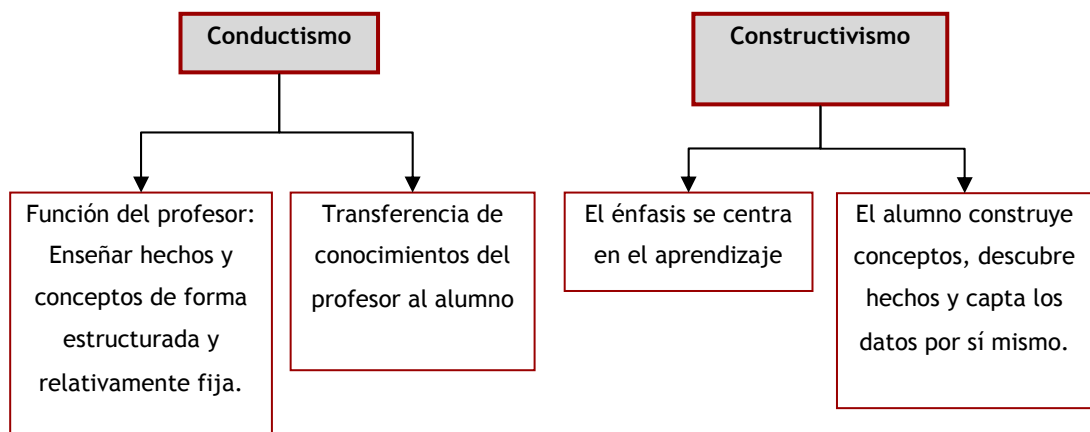 Conductismo
Constructivismo
Función del profesor:
Enseñar hechos y
conceptos de forma
estructurada y
relativamente fija.
Transferencia de
conocimientos del
profesor al alumno
El énfasis se centra
en el aprendizaje
El alumno construye
conceptos, descubre
hechos y capta los
datos por sí mismo.